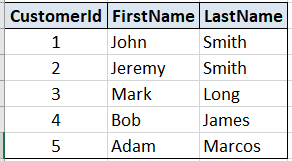 CustomerId FirstName LastName
1 John Smith
2 Jeremy Smith
3 Mark Long
4 Bob James
5 Adam Marcos